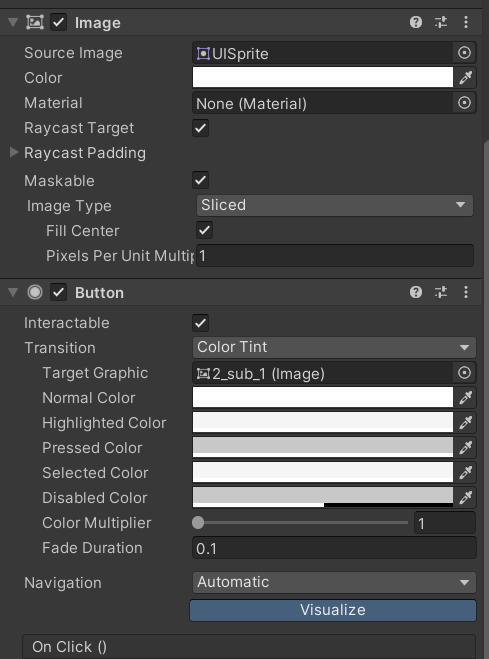 Image
Source Image UISprite
Color
Material None (Material)
Raycast Target
Raycast Padding
Maskable
Image Type Sliced
Fill Center
Pixels Per Unit Multip 1
Button
Interactable
Transition Color Tint
Target Graphic 2_sub_1 (Image)
Normal Color
Highlighted Color
Pressed Color
Selected Color
Disabled Color
Color Multiplier 1
Fade Duration 0.1
Navigation Automatic
Visualize
On Click ()